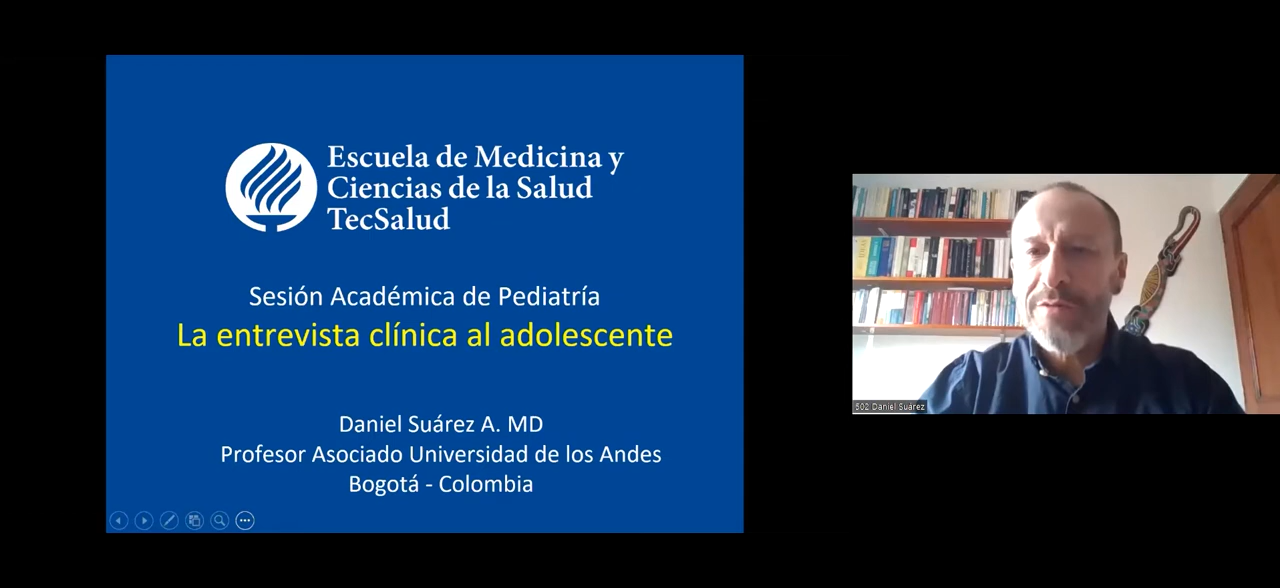 Escuela de Medicina y
Ciencias de la Salud
TecSalud
Sesión Académica de Pediatría
La entrevista clínica al adolescente
Daniel Suárez A. MD
Profesor Asociado Universidad de los Andes
Bogotá - Colombia
502 Daniel Suárez